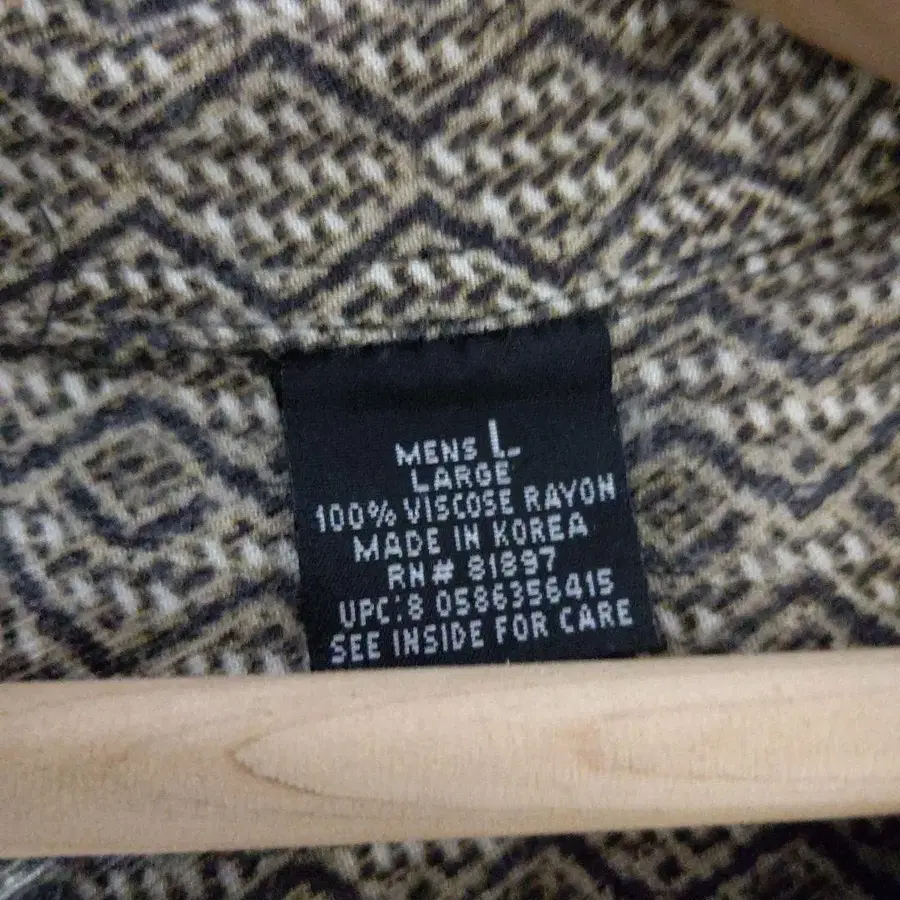 MENS L
LARGE
100% VISCOSE RAYON
MADE IN KOREA
RN# 81897
UPC:8 0586356415
SEE INSIDE FOR CARE